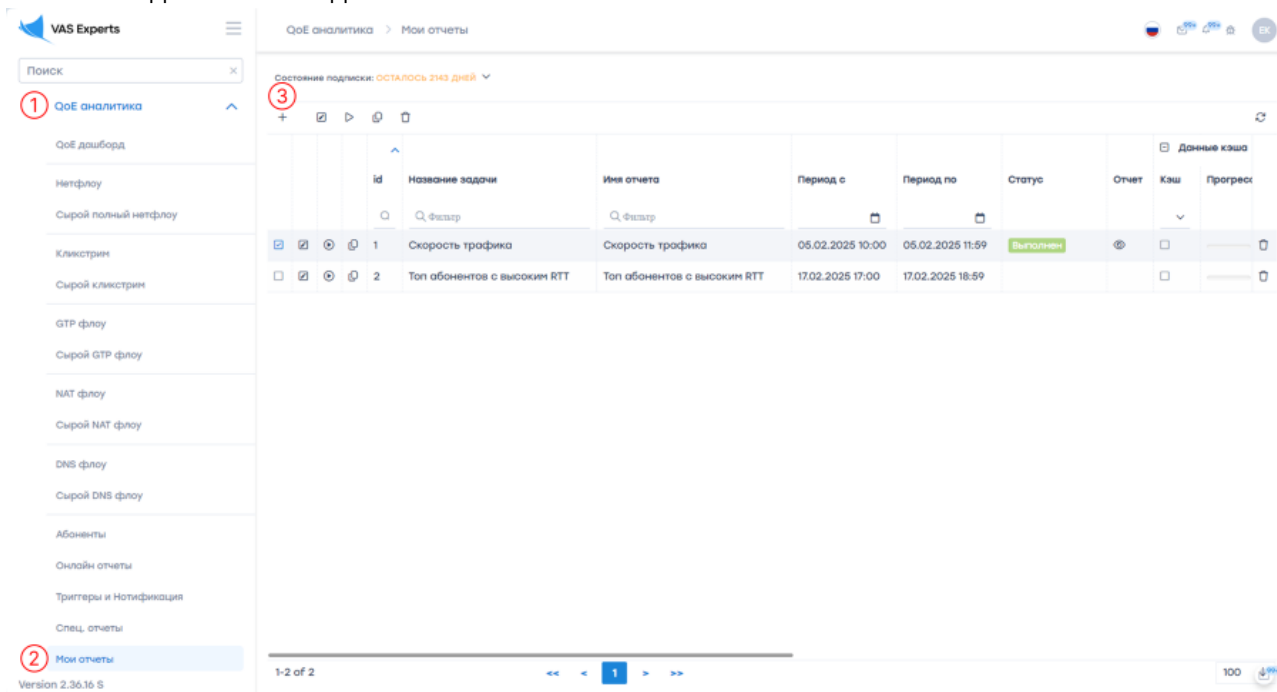 VAS Experts
QoE аналитика > Мои отчеты
99+ 99+ EK
Поиск
Состояние подписки: ОСТАЛОСЬ 2143 ДНЕЙ
1 QoE аналитика
3
QoE дашборд
Нетфлоу
Сырой полный нетфлоу
Кликстрим
Сырой кликстрим
GTP флоу
Сырой GTP флоу
NAT флоу
Сырой NAT флоу
DNS флоу
Сырой DNS флоу
Абоненты
Онлайн отчеты
Триггеры и Нотификация
Спец. отчеты
2 Мои отчеты
Version 2.36.16 S
Данные кэша
id Название задачи Имя отчета Период с Период по Статус Отчет Кэш Прогресс
Фильтр Фильтр
1 Скорость трафика Скорость трафика 05.02.2025 10:00 05.02.2025 11:59 Выполнен
2 Топ абонентов с высоким RTT Топ абонентов с высоким RTT 17.02.2025 17:00 17.02.2025 18:59
1-2 of 2 << < 1 > >> 100